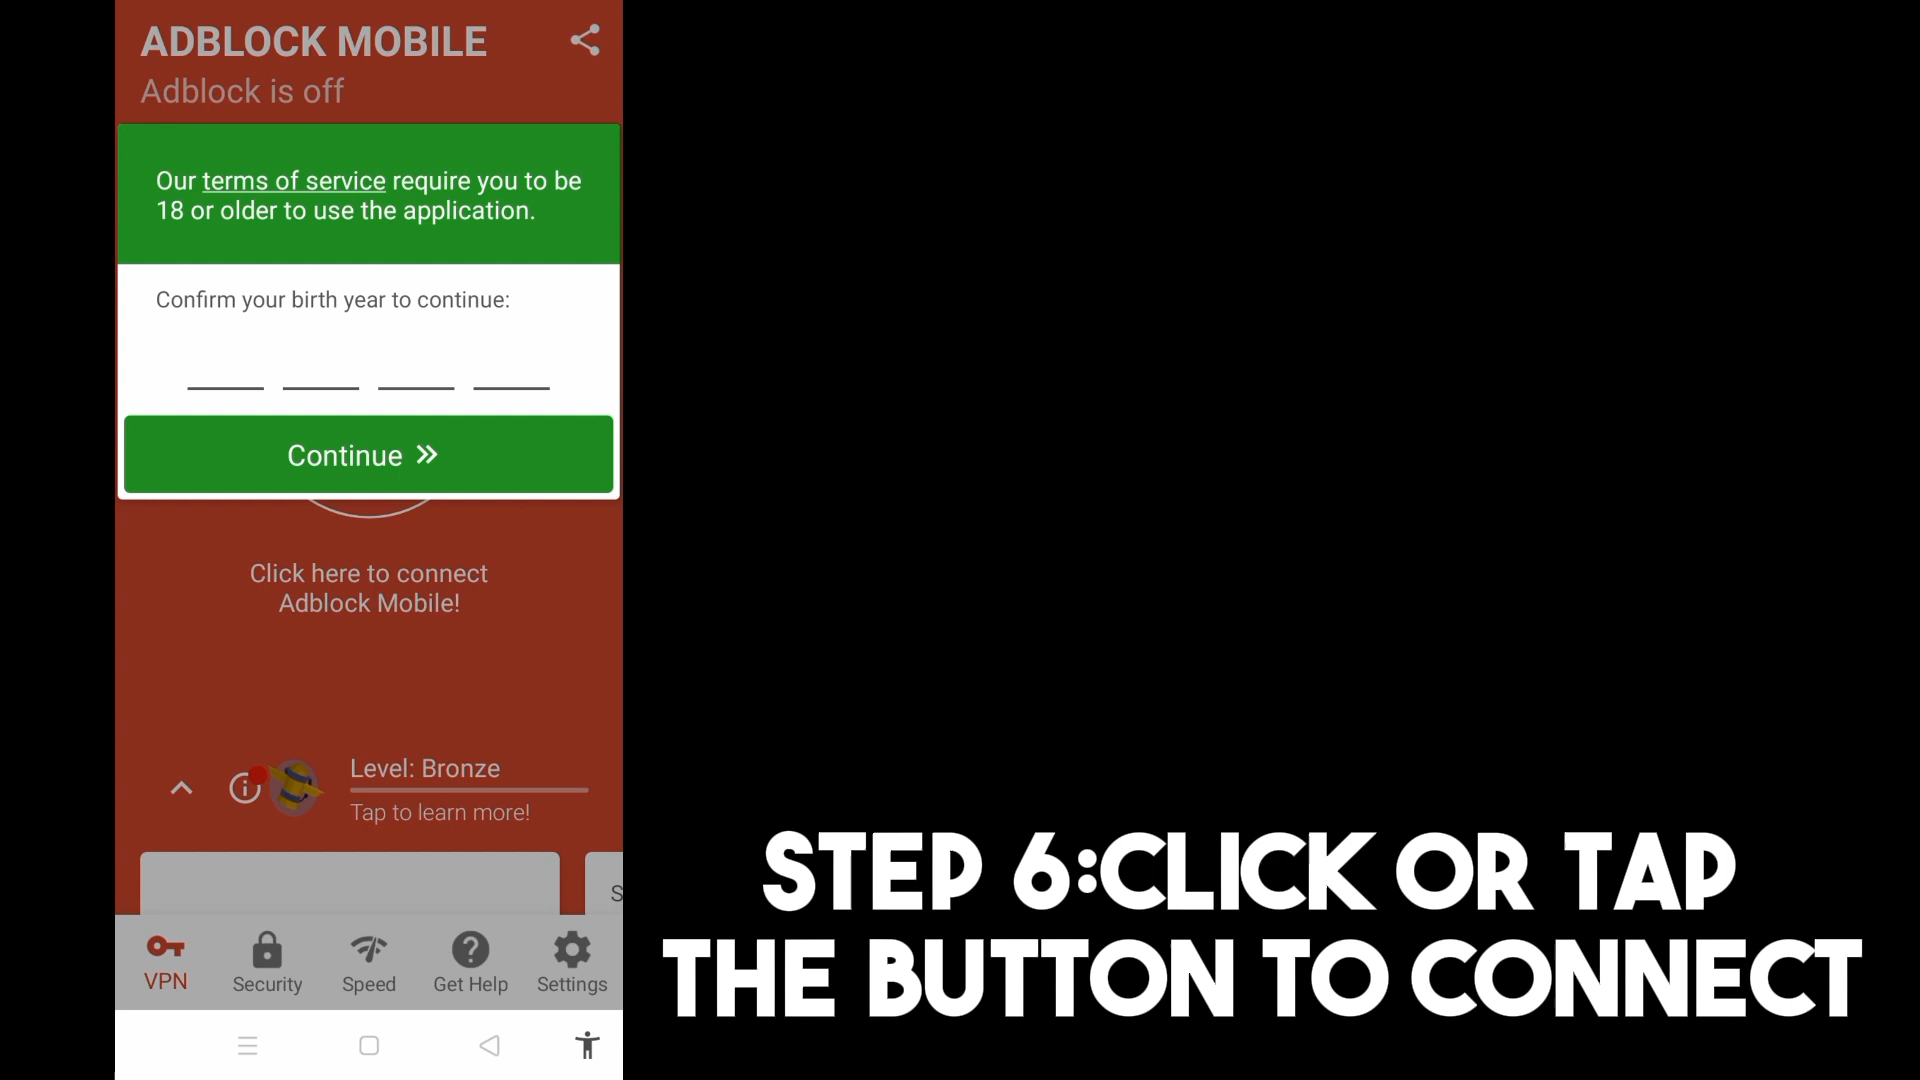 ADBLOCK MOBILE
Adblock is off
Our terms of service require you to be
18 or older to use the application.
Confirm your birth year to continue:
Continue »
Click here to connect
Adblock Mobile!
Level: Bronze
Tap to learn more!
S
VPN
Security
Speed
Get Help
Settings
STEP 6:CLICK OR TAP
THE BUTTON TO CONNECT